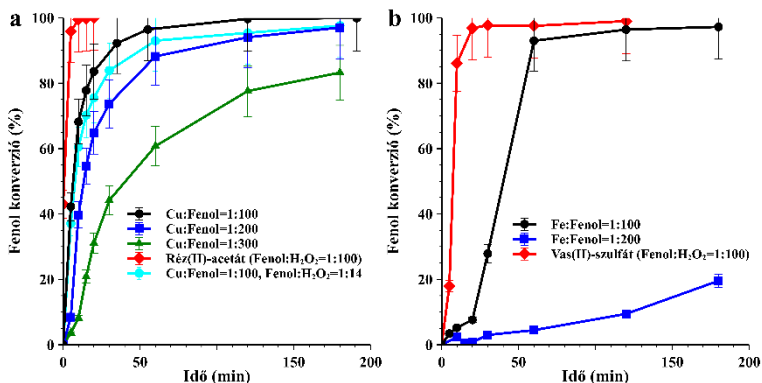 a
100
80
60
40
20
0
Fenol konverzió (%)
Cu:Fenol=1:100
Cu:Fenol=1:200
Cu:Fenol=1:300
Réz(II)-acetát (Fenol:H₂O₂=1:100)
Cu:Fenol=1:100, Fenol:H₂O₂=1:14
0 50 100 150 200
Idő (min)
b
100
80
60
40
20
0
Fenol konverzió (%)
Fe:Fenol=1:100
Fe:Fenol=1:200
Vas(II)-szulfát (Fenol:H₂O₂=1:100)
0 50 100 150 200
Idő (min)